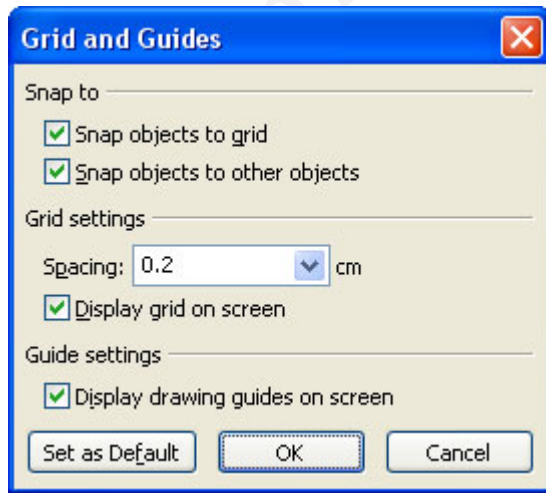 Grid and Guides
Snap to
Snap objects to grid
Snap objects to other objects
Grid settings
Spacing: 0.2 cm
Display grid on screen
Guide settings
Display drawing guides on screen
Set as Default OK Cancel